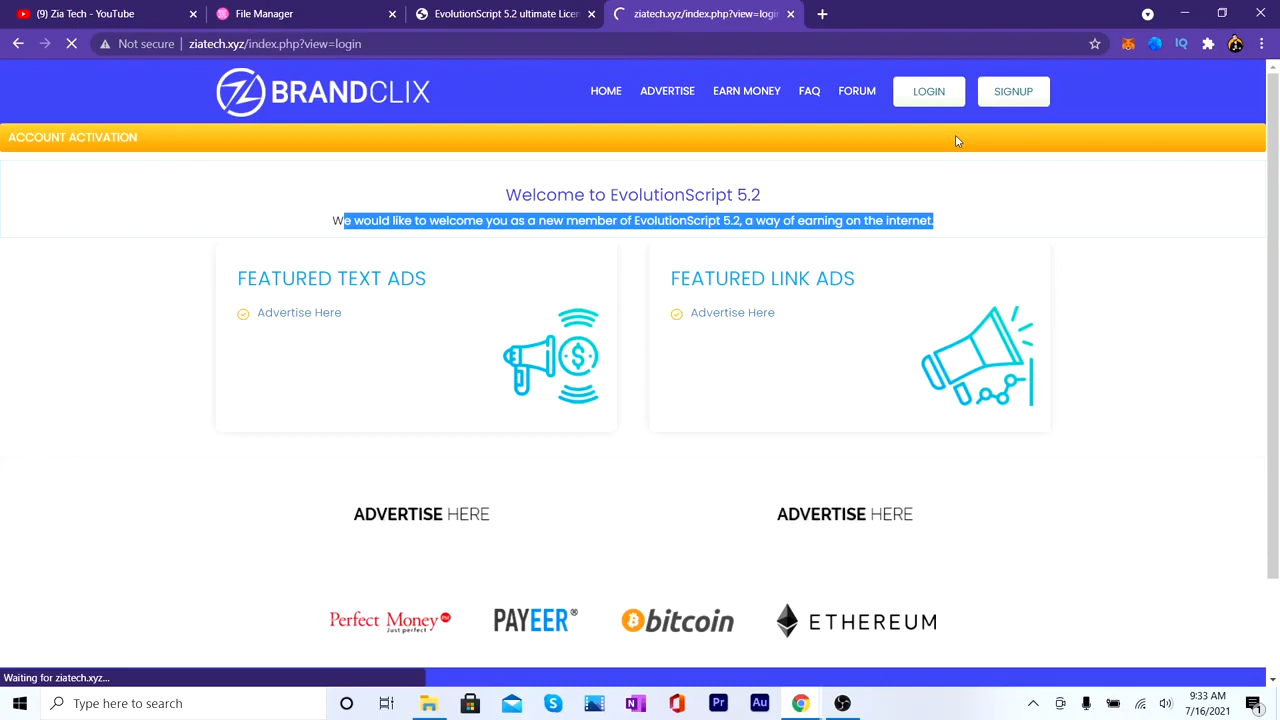 Zia Tech - YouTube
File Manager
EvolutionScript 5.2 ultimate Licen
ziatech.xyz/index.php?view=login
Not secure
ziatech.xyz/index.php?view=login
IQ
BRANDCLIX
HOME
ADVERTISE
EARN MONEY
FAQ
FORUM
LOGIN
SIGNUP
ACCOUNT ACTIVATION
Welcome to EvolutionScript 5.2
We would like to welcome you as a new member of EvolutionScript 5.2, a way of earning on the internet.
FEATURED TEXT ADS
Advertise Here
FEATURED LINK ADS
Advertise Here
ADVERTISE HERE
ADVERTISE HERE
Perfect Money
Just perfect
PAYEER®
bitcoin
ETHEREUM
Waiting for ziatech.xyz...
Type here to search
Pr
Au
9:33 AM
7/16/2021
1